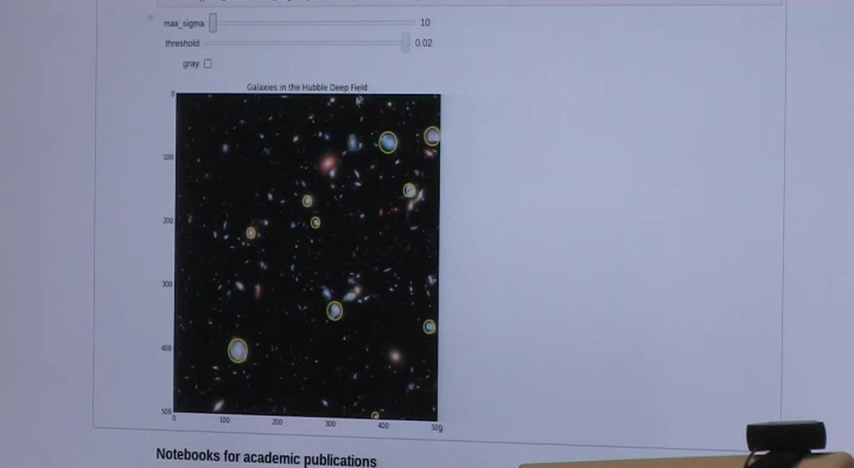 max_sigma 10
threshold 0.02
gray
Galaxies in the Hubble Deep Field
0
100
200
300
400
500
0 100 200 300 400 500
Notebooks for academic publications